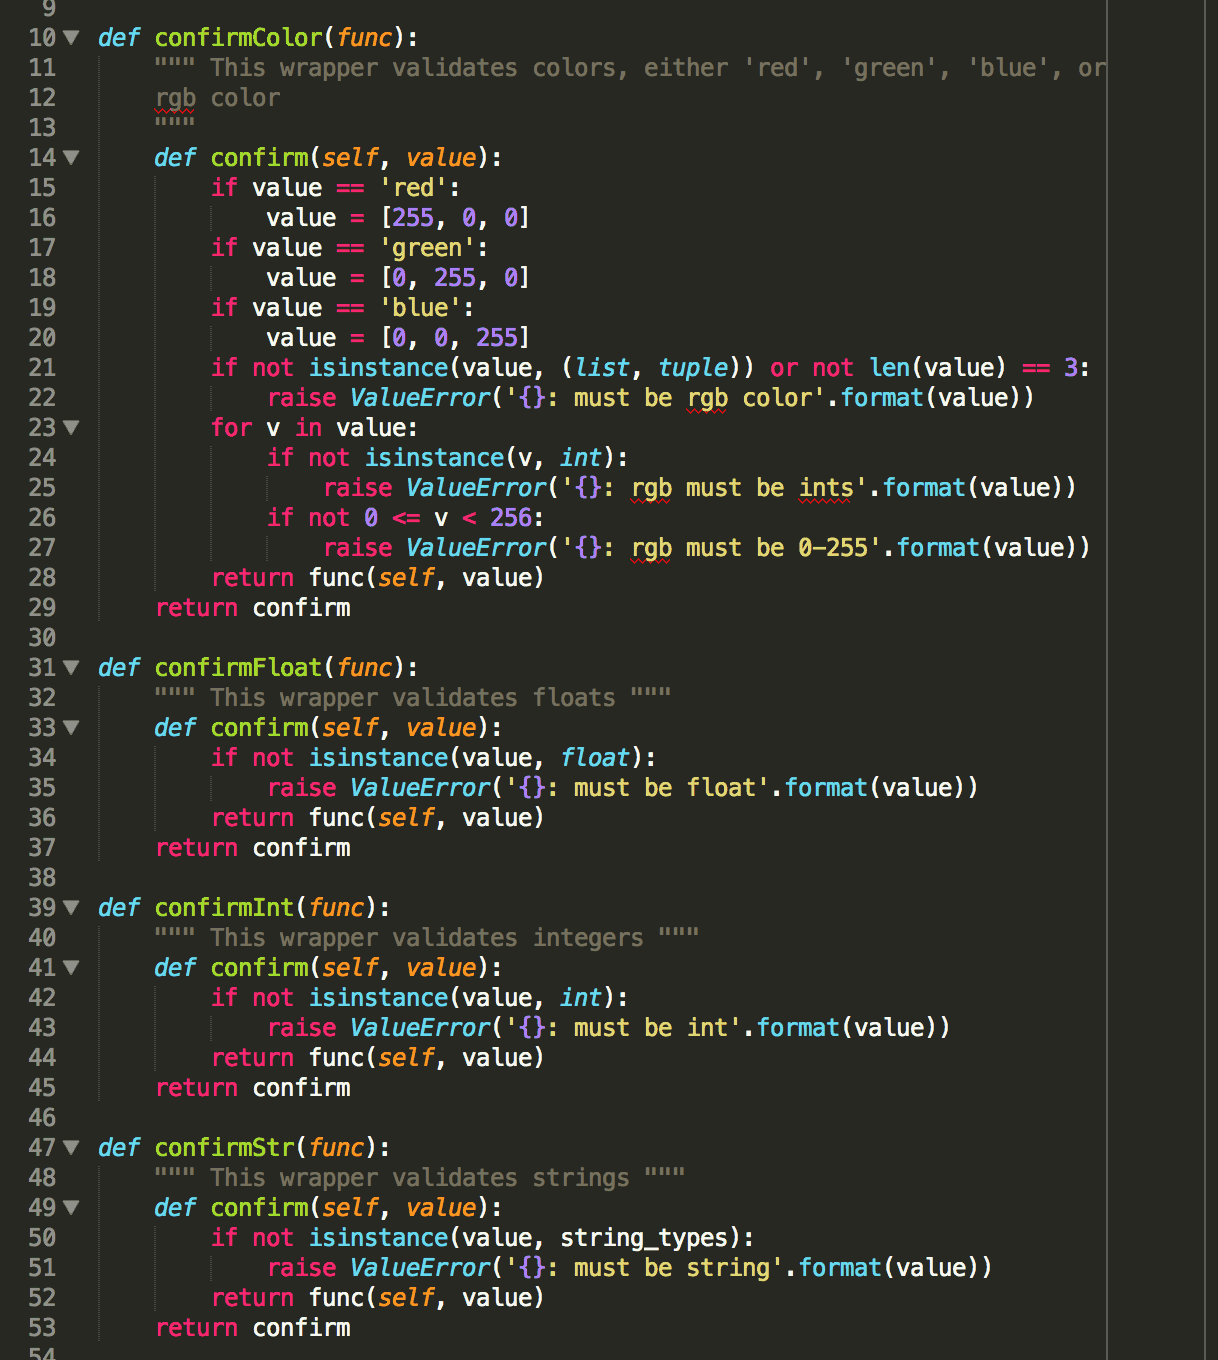 9
10 def confirmColor(func):
11     """ This wrapper validates colors, either 'red', 'green', 'blue', or
12     rgb color
13     """
14     def confirm(self, value):
15         if value == 'red':
16             value = [255, 0, 0]
17         if value == 'green':
18             value = [0, 255, 0]
19         if value == 'blue':
20             value = [0, 0, 255]
21         if not isinstance(value, (list, tuple)) or not len(value) == 3:
22             raise ValueError('{}: must be rgb color'.format(value))
23         for v in value:
24             if not isinstance(v, int):
25                 raise ValueError('{}: rgb must be ints'.format(value))
26             if not 0 <= v < 256:
27                 raise ValueError('{}: rgb must be 0-255'.format(value))
28         return func(self, value)
29     return confirm
30
31 def confirmFloat(func):
32     """ This wrapper validates floats """
33     def confirm(self, value):
34         if not isinstance(value, float):
35             raise ValueError('{}: must be float'.format(value))
36         return func(self, value)
37     return confirm
38
39 def confirmInt(func):
40     """ This wrapper validates integers """
41     def confirm(self, value):
42         if not isinstance(value, int):
43             raise ValueError('{}: must be int'.format(value))
44         return func(self, value)
45     return confirm
46
47 def confirmStr(func):
48     """ This wrapper validates strings """
49     def confirm(self, value):
50         if not isinstance(value, string_types):
51             raise ValueError('{}: must be string'.format(value))
52         return func(self, value)
53     return confirm
54